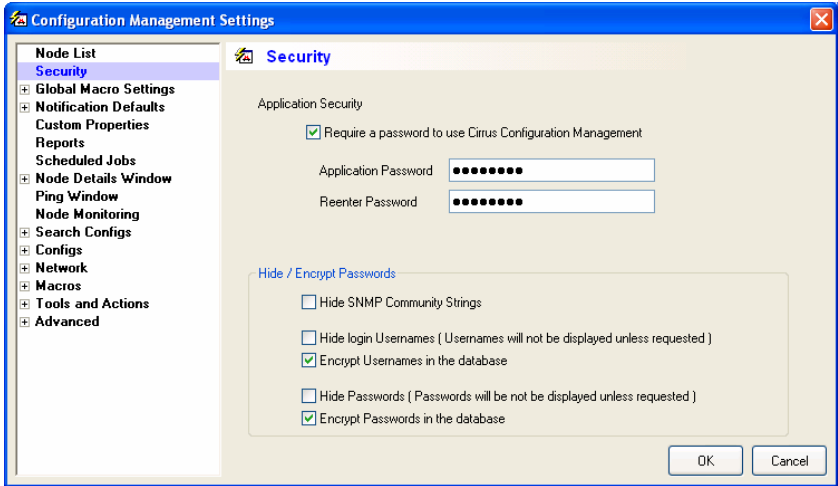 Configuration Management Settings
Node List
Security
Global Macro Settings
Notification Defaults
Custom Properties
Reports
Scheduled Jobs
Node Details Window
Ping Window
Node Monitoring
Search Configs
Configs
Network
Macros
Tools and Actions
Advanced
Security
Application Security
Require a password to use Cirrus Configuration Management
Application Password ●●●●●●●●
Reenter Password ●●●●●●●●
Hide / Encrypt Passwords
Hide SNMP Community Strings
Hide login Usernames ( Usernames will not be displayed unless requested )
Encrypt Usernames in the database
Hide Passwords ( Passwords will be not be displayed unless requested )
Encrypt Passwords in the database
OK Cancel